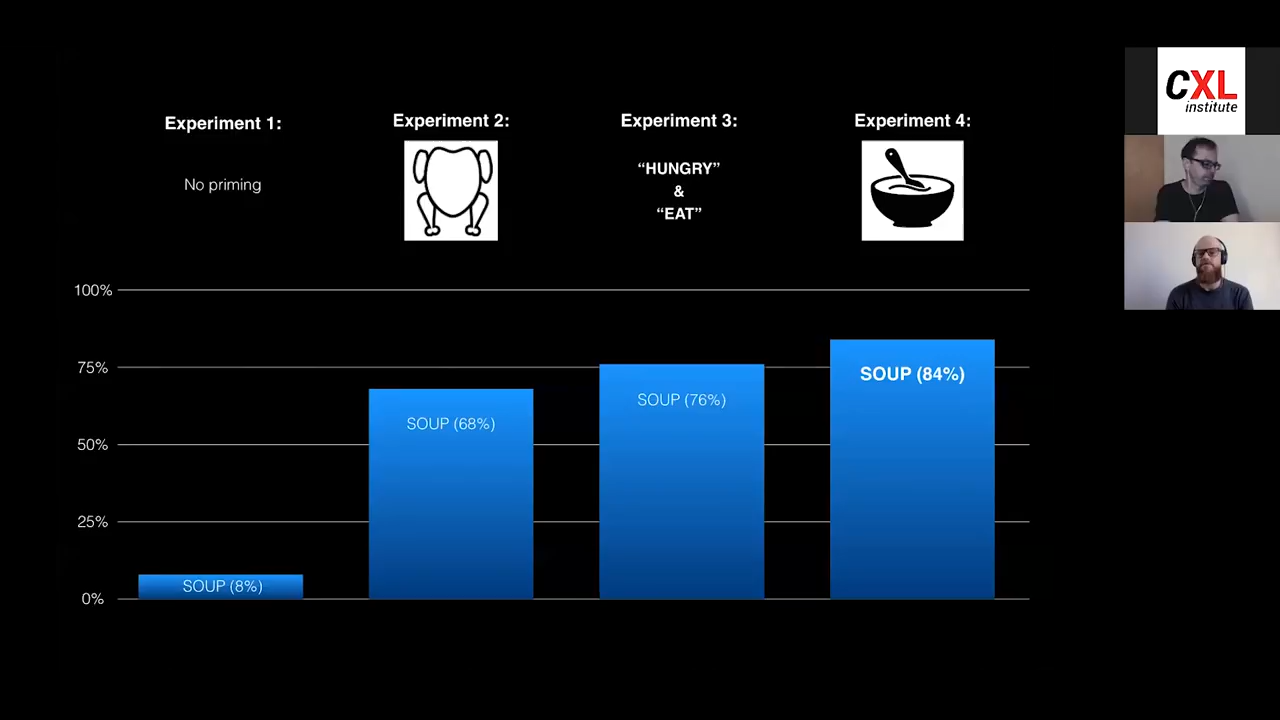 Experiment 1:
Experiment 2:
Experiment 3:
Experiment 4:
No priming
“HUNGRY”
&
“EAT”
100%
75%
50%
25%
0%
SOUP (8%)
SOUP (68%)
SOUP (76%)
SOUP (84%)
CXL
institute